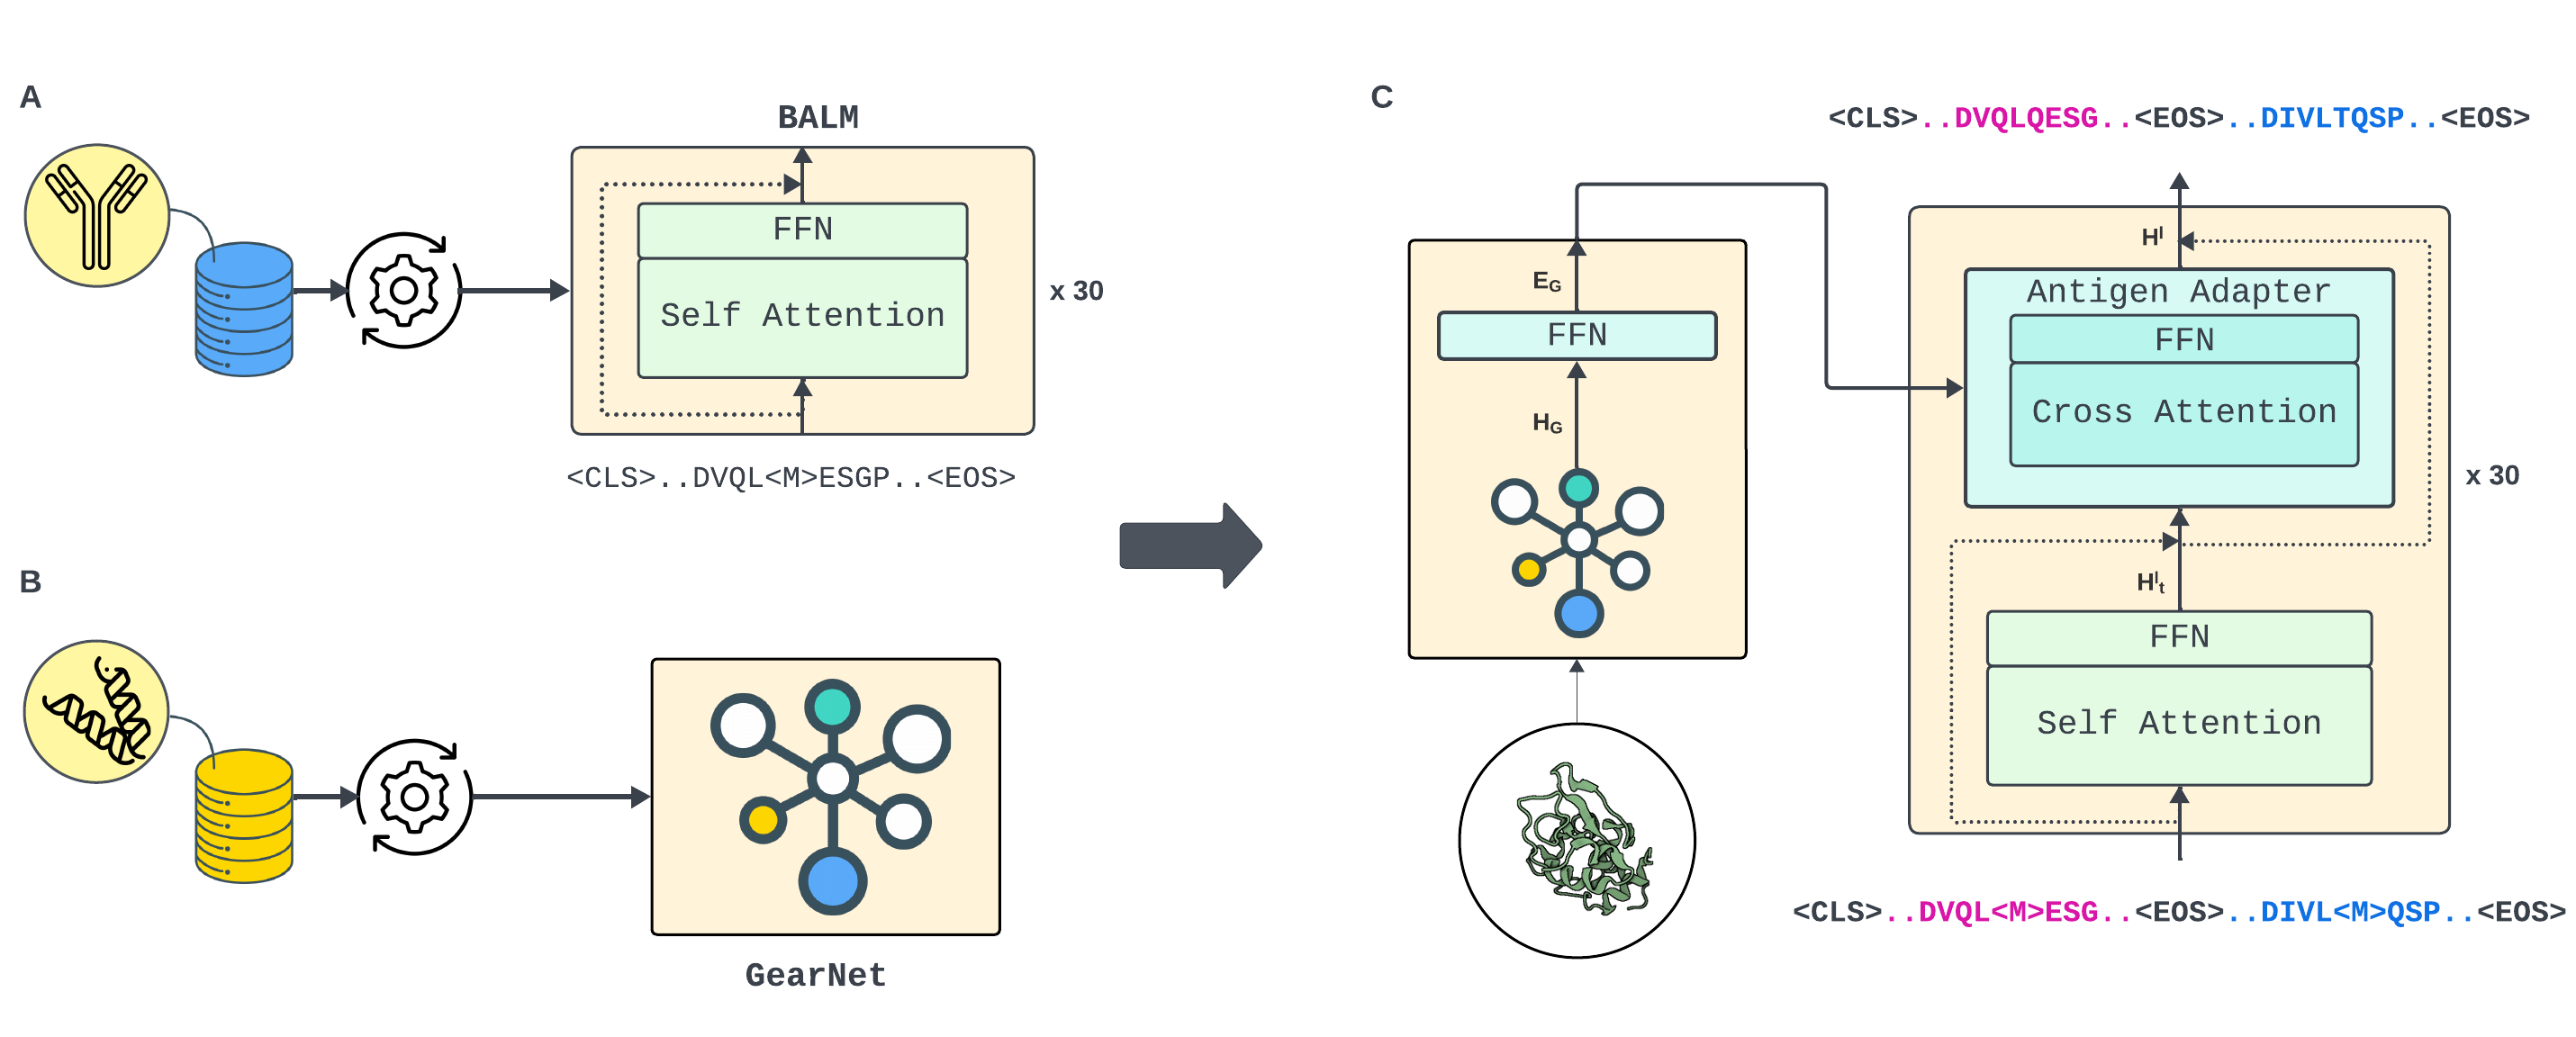 A
BALM
FFN
Self Attention
x 30
<CLS>..DVQL<M>ESGP..<EOS>
B
GearNet
C
<CLS>..DVQLQESG..<EOS>..DIVLTQSP..<EOS>
E_G
FFN
H_G
H^l
Antigen Adapter
FFN
Cross Attention
x 30
H^l_t
FFN
Self Attention
<CLS>..DVQL<M>ESG..<EOS>..DIVL<M>QSP..<EOS>